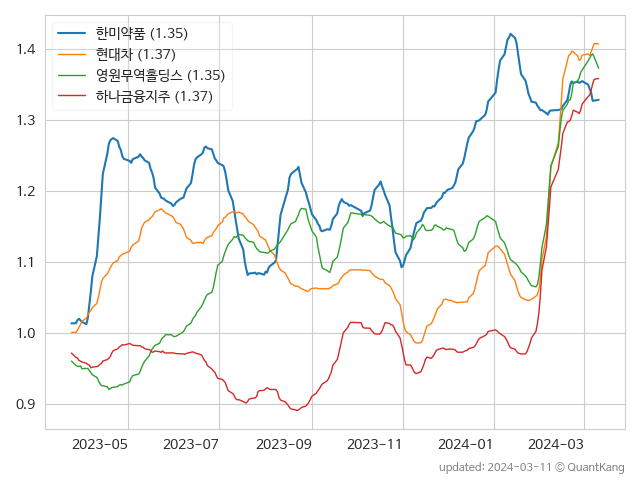 한미약품 (1.35)
현대차 (1.37)
영원무역홀딩스 (1.35)
하나금융지주 (1.37)
1.4
1.3
1.2
1.1
1.0
0.9
2023-05 2023-07 2023-09 2023-11 2024-01 2024-03
updated: 2024-03-11 © QuantKang